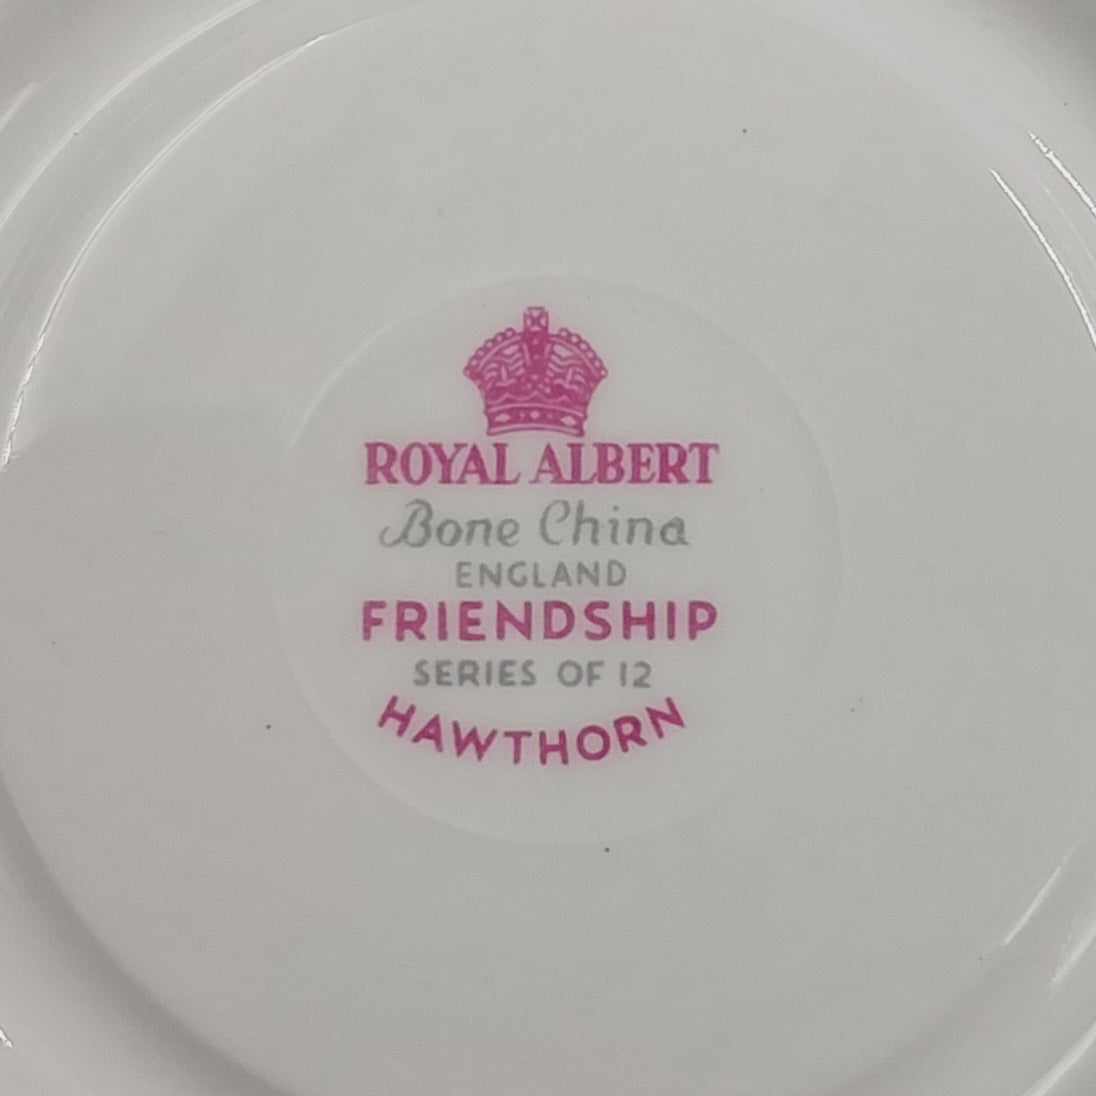 ROYAL ALBERT
Bone China
ENGLAND
FRIENDSHIP
SERIES OF 12
HAWTHORN